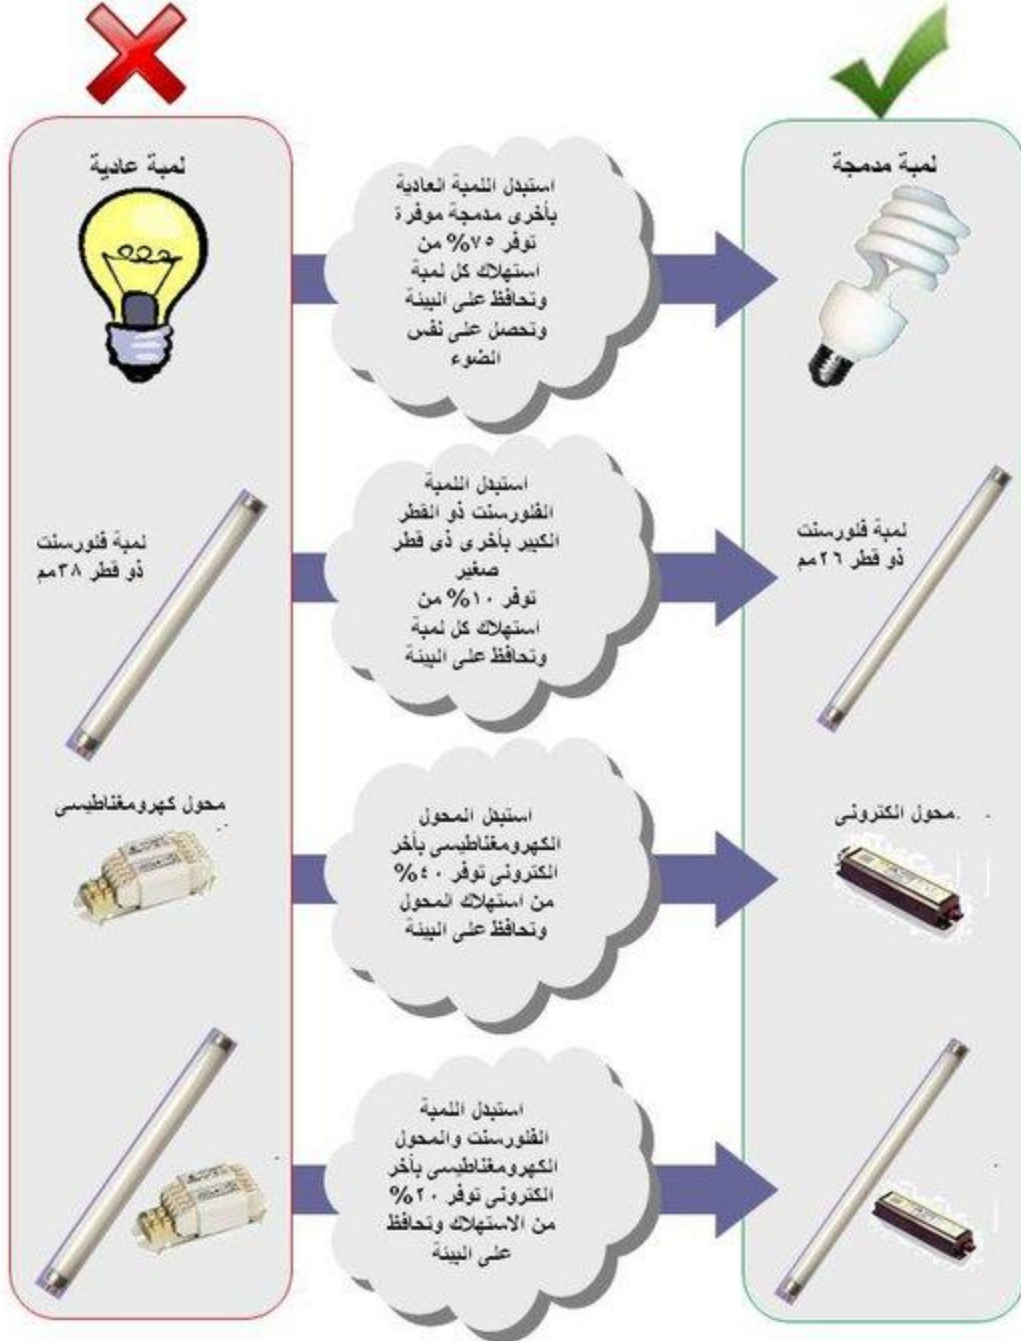 لمبة عادية
استبدل اللمبة العادية
بأخرى مدمجة موفرة
توفر ٧٥% من
استهلاك كل لمبة
وتحافظ على البيئة
وتحصل على نفس
الضوء
لمبة مدمجة
لمبة فلورسنت
ذو قطر ٣٨مم
استبدل اللمبة
الفلورسنت ذو القطر
الكبير بأخرى ذى قطر
صغير
توفر ١٠% من
استهلاك كل لمبة
وتحافظ على البيئة
لمبة فلورسنت
ذو قطر ٢٦مم
محول كهرومغناطيسى
استبدل المحول
الكهرومغناطيسى بأخر
الكترونى توفر ٤٠%
من استهلاك المحول
وتحافظ على البيئة
محول الكترونى.
استبدل اللمبة
الفلورسنت والمحول
الكهرومغناطيسى بأخر
الكترونى توفر ٢٠%
من الاستهلاك وتحافظ
على البيئة